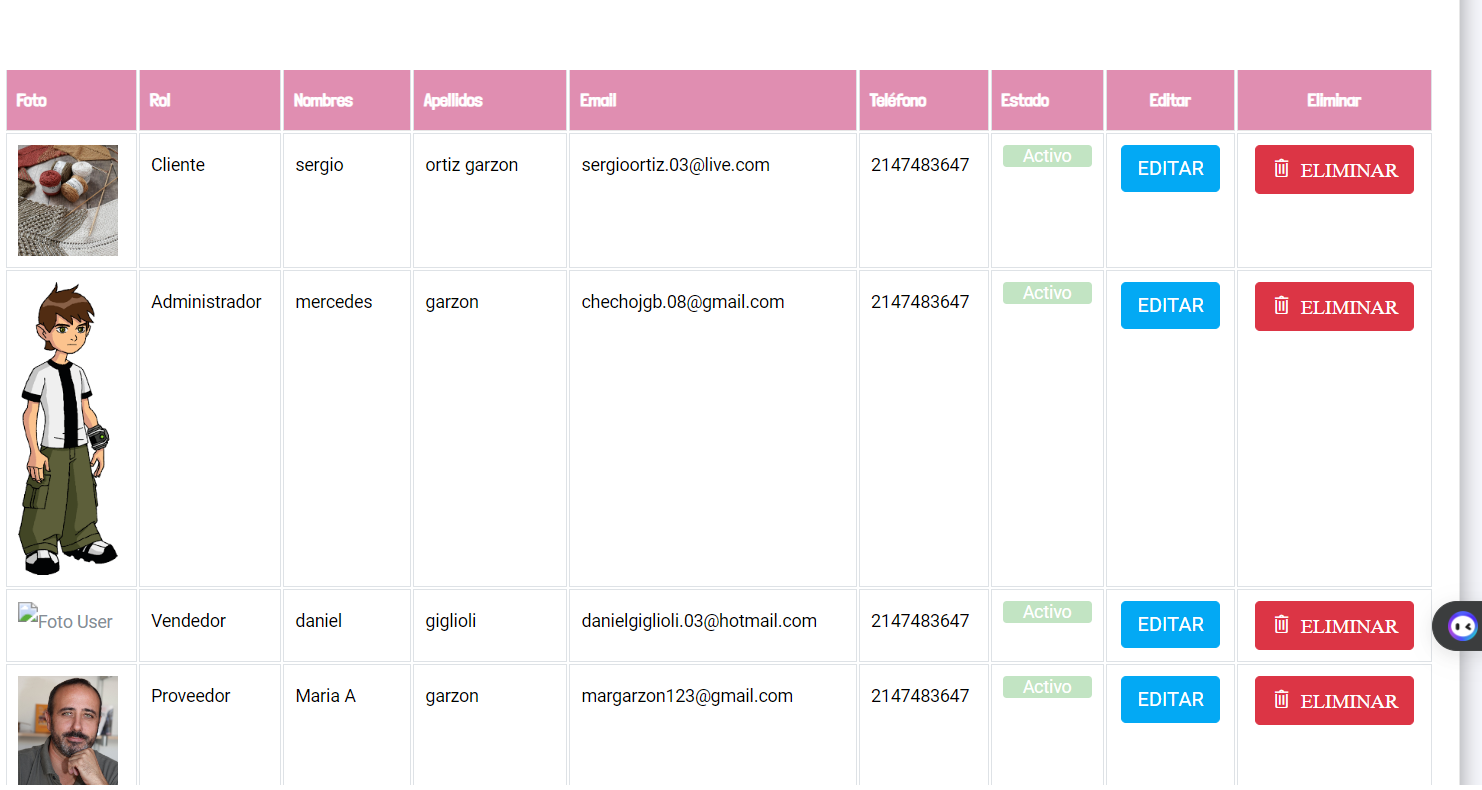 Foto Rol Nombres Apellidos Email Teléfono Estado Editar Eliminar
Cliente sergio ortiz garzon sergioortiz.03@live.com 2147483647 Activo EDITAR ELIMINAR
Administrador mercedes garzon chechojgb.08@gmail.com 2147483647 Activo EDITAR ELIMINAR
Foto User Vendedor daniel giglioli danielgiglioli.03@hotmail.com 2147483647 Activo EDITAR ELIMINAR
Proveedor Maria A garzon margarzon123@gmail.com 2147483647 Activo EDITAR ELIMINAR